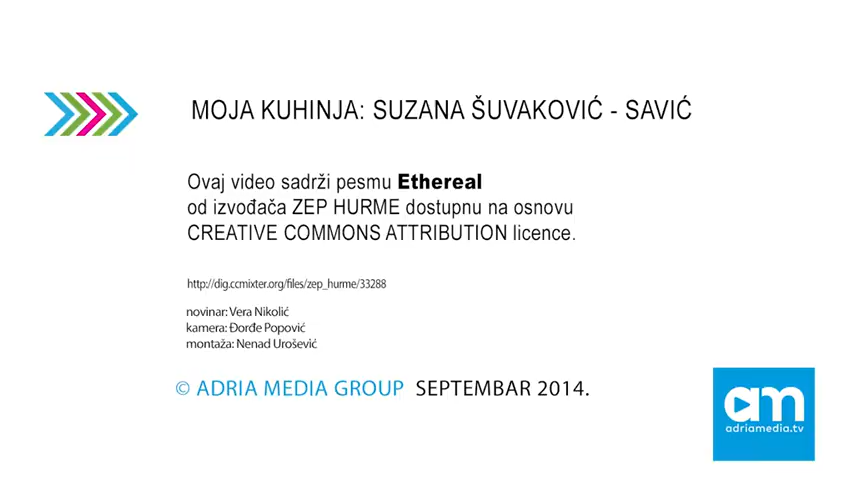 MOJA KUHINJA: SUZANA ŠUVAKOVIĆ - SAVIĆ
Ovaj video sadrži pesmu Ethereal
od izvođača ZEP HURME dostupnu na osnovu
CREATIVE COMMONS ATTRIBUTION licence.
http://dig.ccmixter.org/files/zep_hurme/33288
novinar: Vera Nikolić
kamera: Đorđe Popović
montaža: Nenad Urošević
© ADRIA MEDIA GROUP SEPTEMBAR 2014.
am
adriamedia.tv